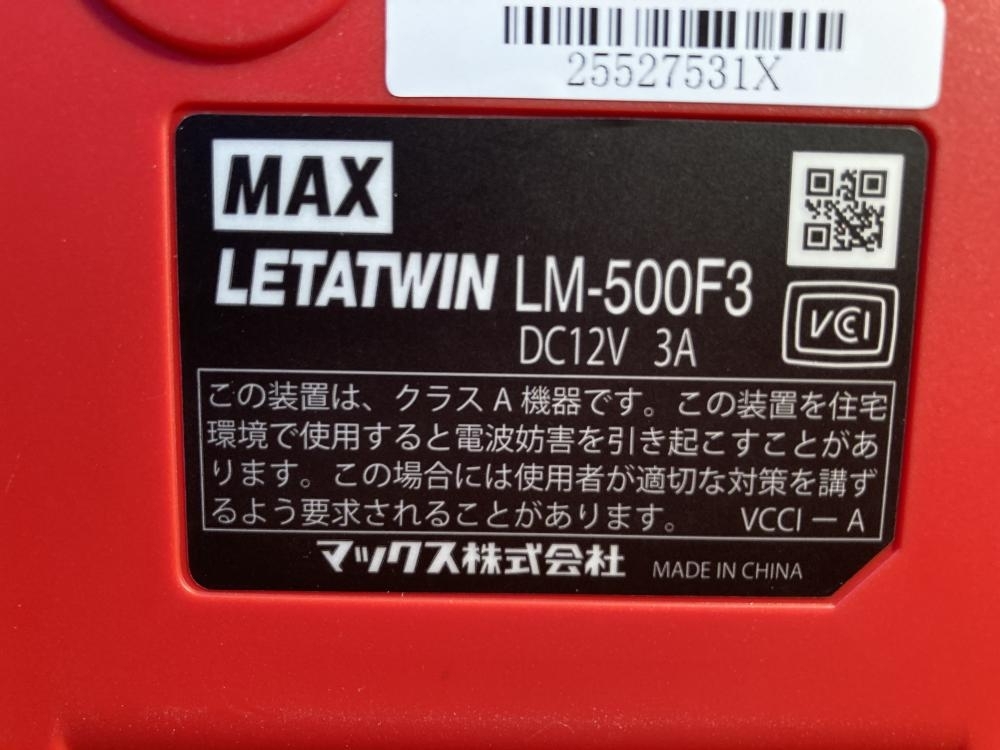 25527531X
MAX
LETATWIN LM-500F3
DC12V 3A
VCCI
この装置は、クラス A 機器です。この装置を住宅
環境で使用すると電波妨害を引き起こすことがあ
ります。この場合には使用者が適切な対策を講ず
るよう要求されることがあります。 VCCI － A
マックス株式会社 MADE IN CHINA